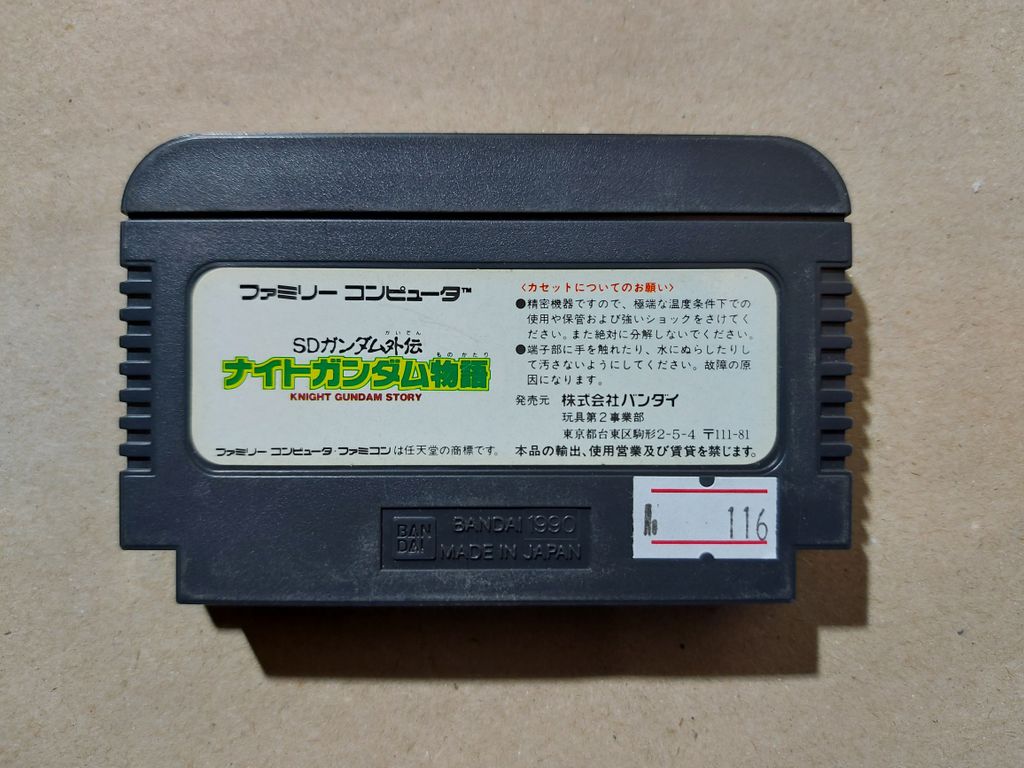 ファミリー コンピュータ™
がいでん
SDガンダム外伝
ものがたり
ナイトガンダム物語
KNIGHT GUNDAM STORY
ファミリー コンピュータ・ファミコンは任天堂の商標です。
〈カセットについてのお願い〉
●精密機器ですので、極端な温度条件下での
使用や保管および強いショックをさけてく
ださい。また絶対に分解しないでください。
●端子部に手を触れたり、水にぬらしたりし
て汚さないようにしてください。故障の原
因になります。
発売元 株式会社バンダイ
玩具第2事業部
東京都台東区駒形2-5-4 〒111-81
本品の輸出、使用営業及び賃貸を禁じます。
BAN
DAI
BANDAI 1990
MADE IN JAPAN
116